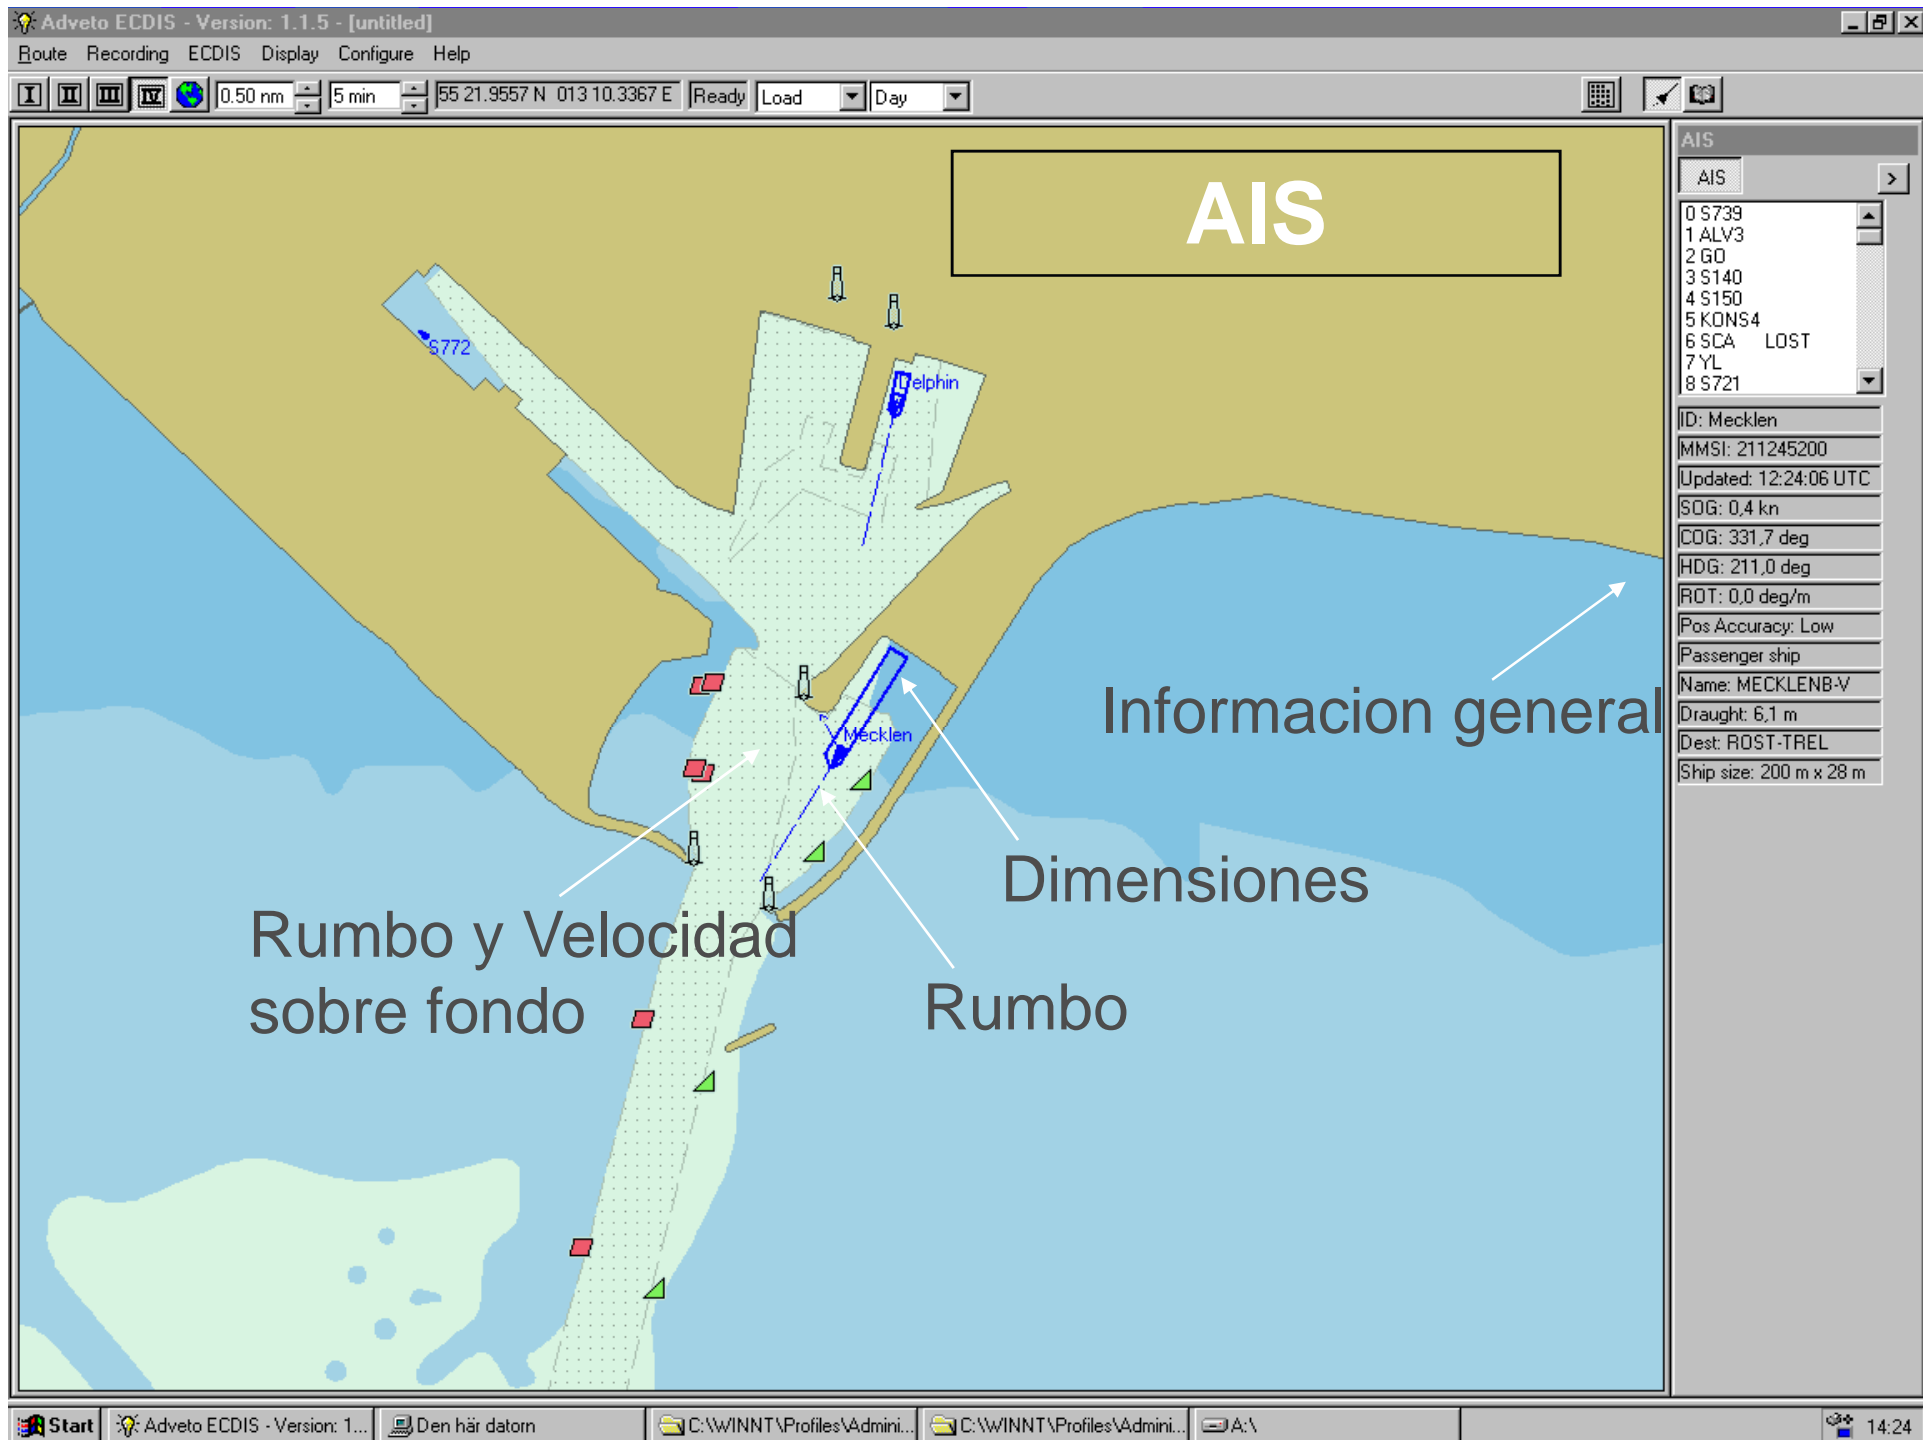 Adveto ECDIS - Version: 1.1.5 - [untitled]
Route Recording ECDIS Display Configure Help
I II III IV 0.50 nm 5 min 55 21.9557 N 013 10.3367 E Ready Load Day
AIS
AIS
AIS >
0 S739
1 ALV3
2 GO
3 S140
4 S150
5 KONS4
6 SCA LOST
7 YL
8 S721
S772
Delphin
ID: Mecklen
MMSI: 211245200
Updated: 12:24:06 UTC
SOG: 0,4 kn
COG: 331,7 deg
HDG: 211,0 deg
ROT: 0,0 deg/m
Pos Accuracy: Low
Passenger ship
Name: MECKLENB-V
Draught: 6,1 m
Dest: ROST-TREL
Ship size: 200 m x 28 m
Informacion general
Mecklen
Dimensiones
Rumbo y Velocidad
sobre fondo
Rumbo
Start Adveto ECDIS - Version: 1... Den här datorn C:\WINNT\Profiles\Admini... C:\WINNT\Profiles\Admini... A:\ 14:24